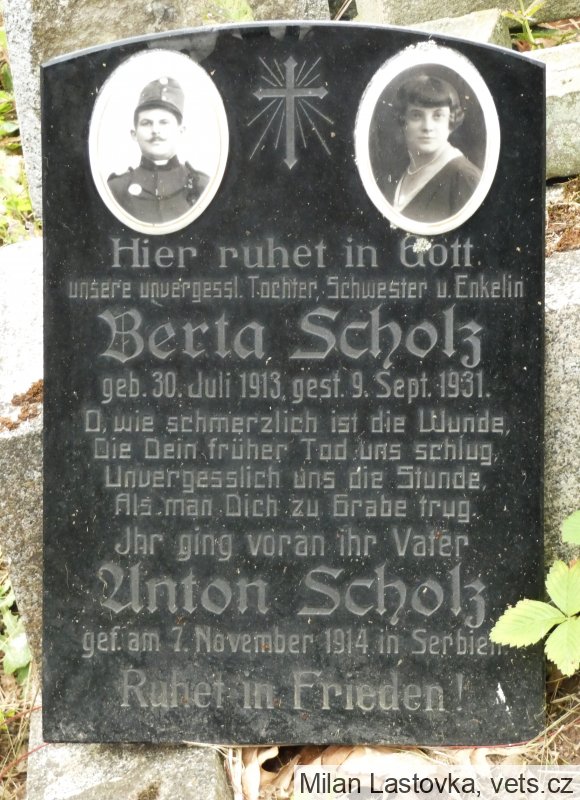 Hier ruhet in Gott
unsere unvergessl. Tochter, Schwester u. Enkelin
Berta Scholz
geb. 30. Juli 1913, gest. 9. Sept. 1931.
O, wie schmerzlich ist die Wunde,
Die Dein früher Tod uns schlug,
Unvergesslich uns die Stunde,
Als man Dich zu Grabe trug.
Ihr ging voran ihr Vater
Anton Scholz
gef. am 7. November 1914 in Serbien.
Ruhet in Frieden!
Milan Lastovka, vets.cz